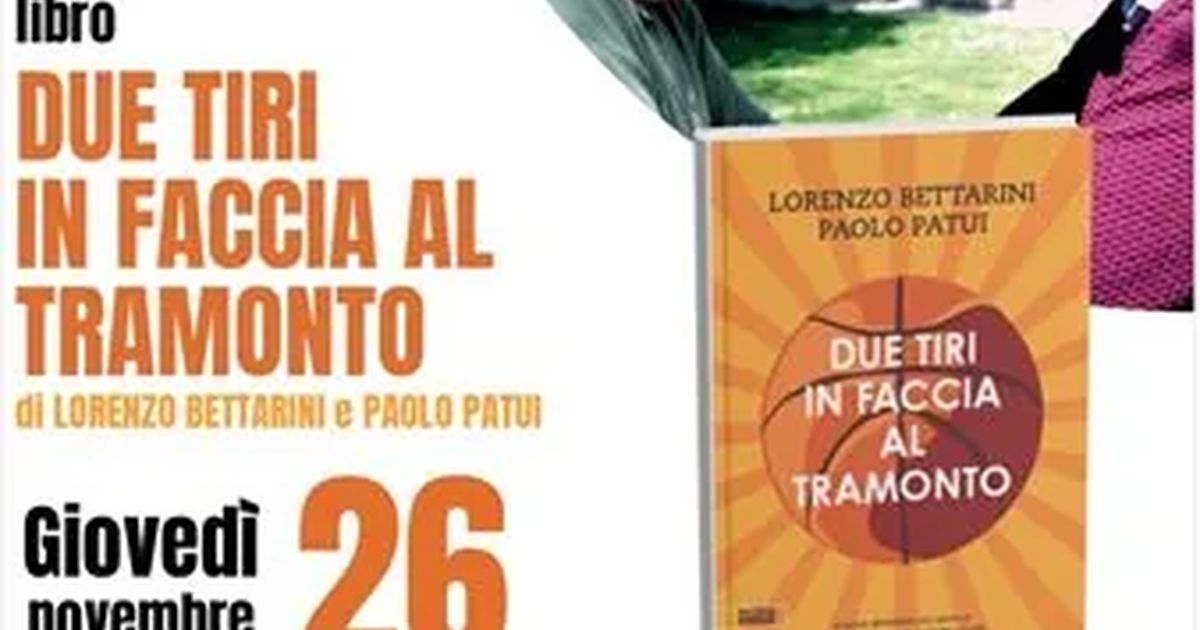 libro
DUE TIRI
IN FACCIA AL
TRAMONTO
di LORENZO BETTARINI e PAOLO PATUI
Giovedì
26
novembre
LORENZO BETTARINI
PAOLO PATUI
DUE TIRI
IN FACCIA
AL
TRAMONTO